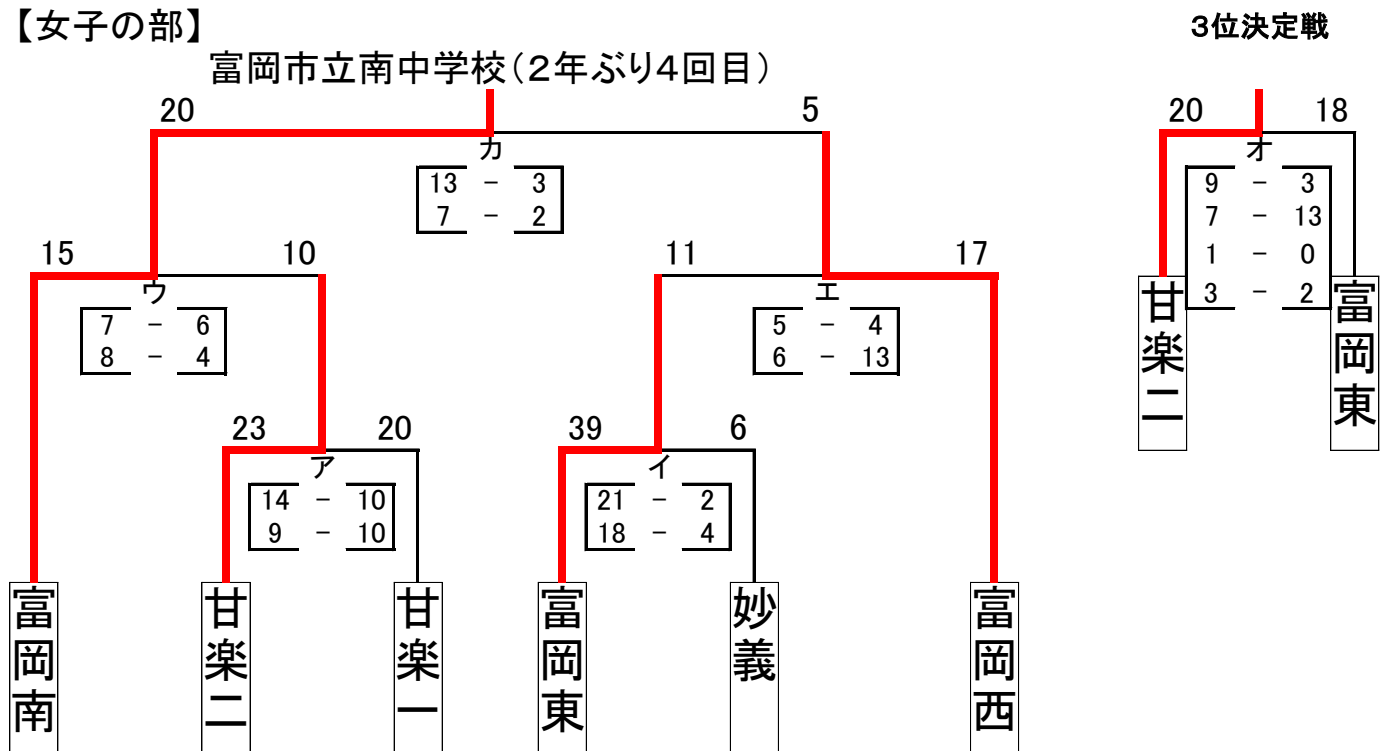 【女子の部】
3位決定戦
富岡市立南中学校(2年ぶり4回目)
20 5
カ
13 - 3
7 - 2
20 18
オ
9 - 3
7 - 13
1 - 0
3 - 2
甘楽二
富岡東
15 10
ウ
7 - 6
8 - 4
11 17
エ
5 - 4
6 - 13
23 20
ア
14 - 10
9 - 10
39 6
イ
21 - 2
18 - 4
富岡南
甘楽二
甘楽一
富岡東
妙義
富岡西